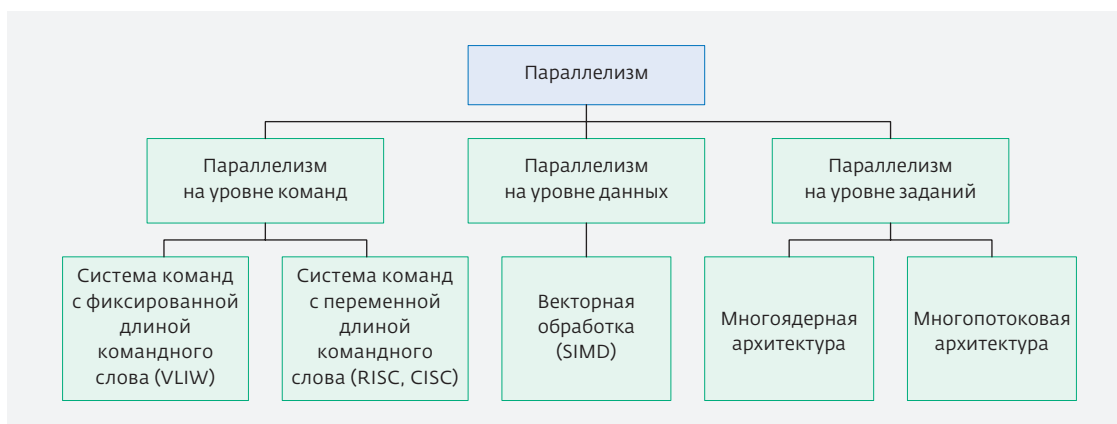 Параллелизм
Параллелизм
на уровне команд
Параллелизм
на уровне данных
Параллелизм
на уровне заданий
Система команд
с фиксированной
длиной
командного
слова (VLIW)
Система команд
с переменной
длиной
командного
слова (RISC, CISC)
Векторная
обработка
(SIMD)
Многоядерная
архитектура
Многопотоковая
архитектура